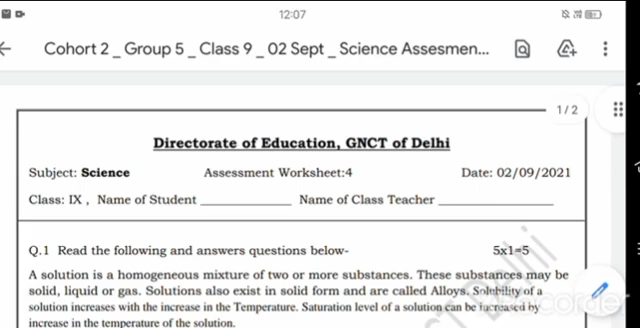 12:07
Cohort 2 _ Group 5 _ Class 9 _ 02 Sept _ Science Assesmen...
1 / 2
Directorate of Education, GNCT of Delhi
Subject: Science Assessment Worksheet:4 Date: 02/09/2021
Class: IX , Name of Student ____________ Name of Class Teacher _______________
Q.1 Read the following and answers questions below- 5x1=5
A solution is a homogeneous mixture of two or more substances. These substances may be
solid, liquid or gas. Solutions also exist in solid form and are called Alloys. Solubility of a
solution increases with the increase in the Temperature. Saturation level of a solution can be increased by
increase in the temperature of the solution.